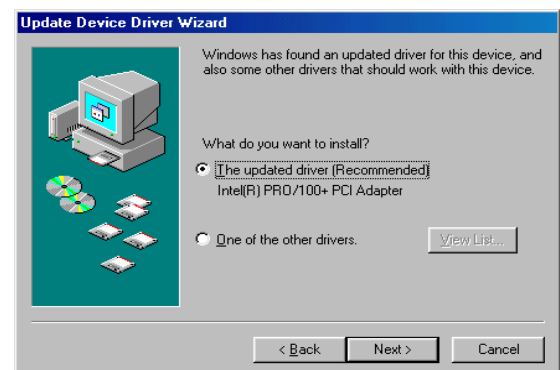 Update Device Driver Wizard
Windows has found an updated driver for this device, and
also some other drivers that should work with this device.
What do you want to install?
The updated driver (Recommended)
Intel(R) PRO/100+ PCI Adapter
One of the other drivers.
View List...
< Back
Next >
Cancel